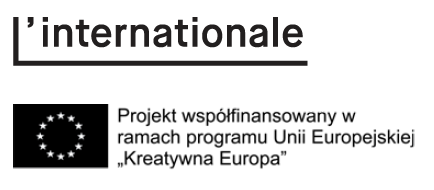 l'internationale
Projekt współfinansowany w
ramach programu Unii Europejskiej
„Kreatywna Europa”